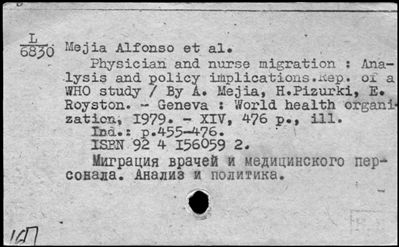 L
6830
Mejia Alfonso et al.
Physician and nurse migration : Ana-
lysis and policy implications.Rep. of a
WHO study / By A. Mejia, H.Pizurki, E.
Royston. - Geneva : World health organi-
zation, 1979. - XIV, 476 p., ill.
Ind.: p.455-476.
ISBN 92 4 I56059 2.
Миграция врачей и медицинского пер-
сонала. Анализ и политика.